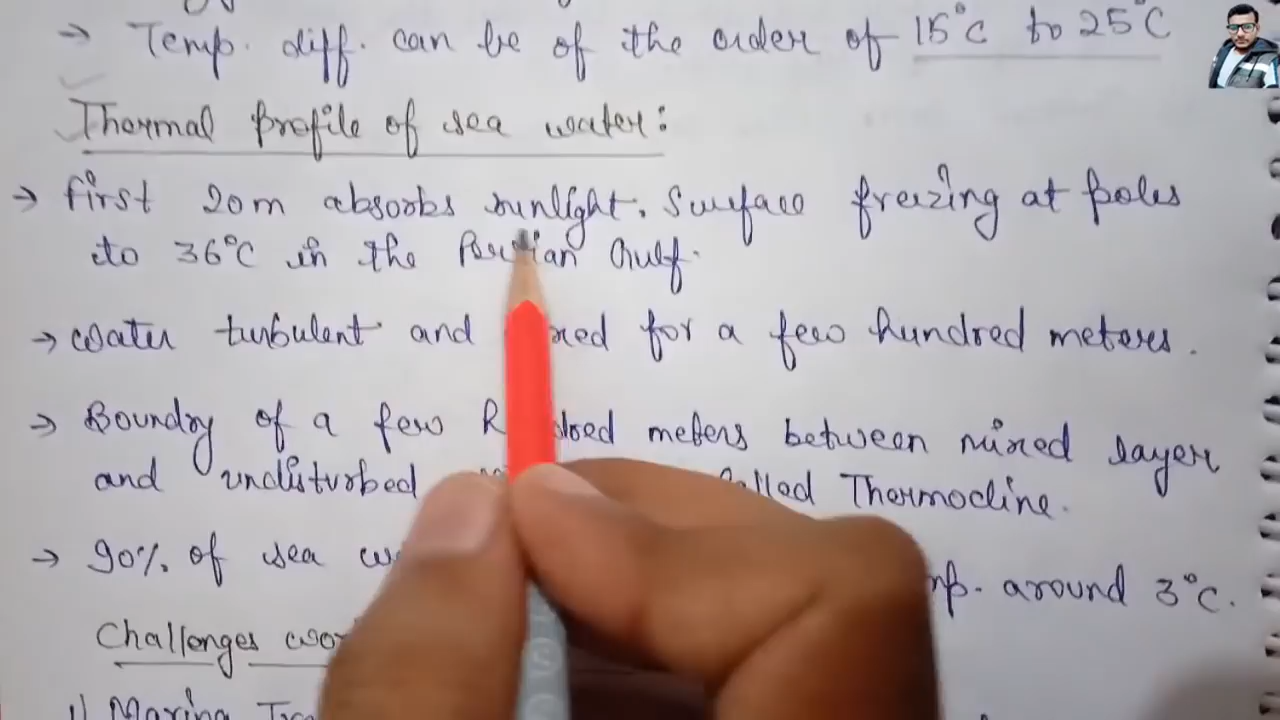 → Temp. diff. can be of the order of 15°C to 25°C
Thermal Profile of sea water:
→ first 20m absorbs sunlight. Surface freezing at poles
to 36°C in the Persian Gulf.
→ Water turbulent and for a few hundred meters.
→ Boundry of a few meters between mixed layer
and undisturbed called Thermocline.
→ 90% of sea temp. around 3°C.
Challenges
1) Marine